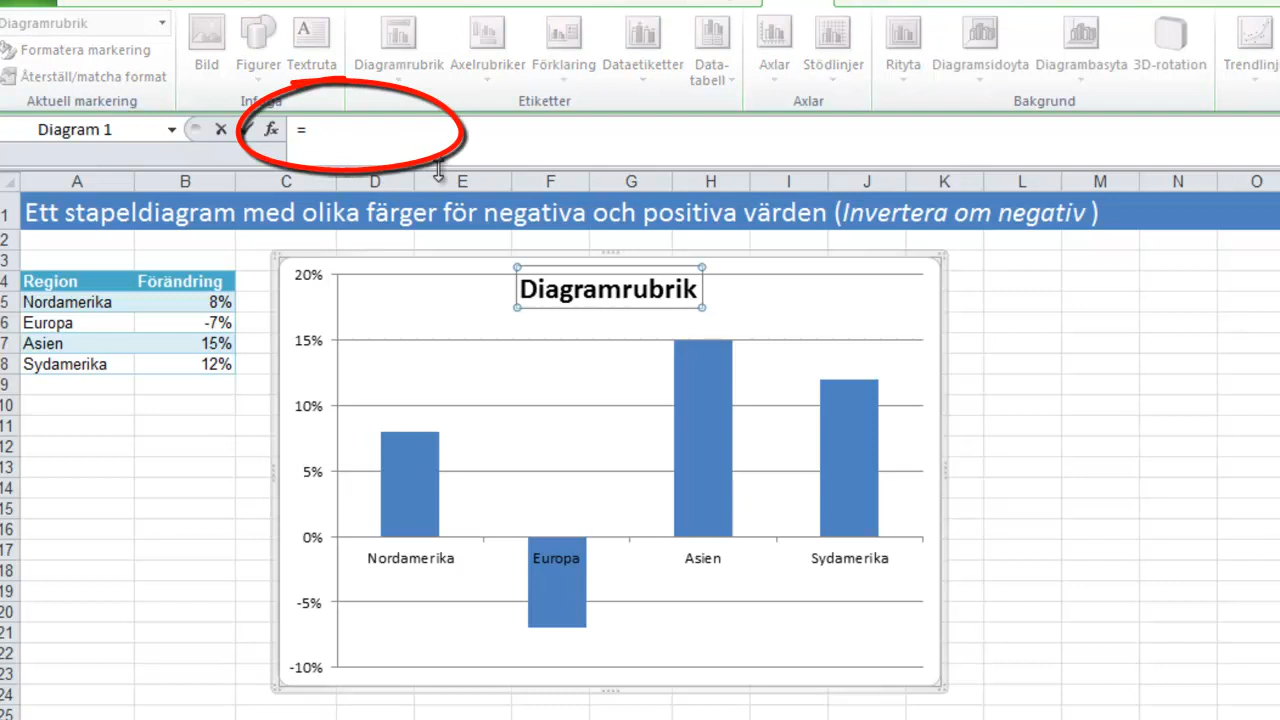 Diagramrubrik
Formatera markering
Återställ/matcha format
Aktuell markering
Bild Figurer Textruta
Diagramrubrik Axelrubriker Förklaring Dataetiketter Data-
tabell
Etiketter
Axlar Stödlinjer
Axlar
Rityta Diagramsidoyta Diagrambasyta 3D-rotation
Bakgrund
Diagram 1 fx =
A B C D E F G H I J K L M N O
1 Ett stapeldiagram med olika färger för negativa och positiva värden (Invertera om negativ )
2
3
4 Region Förändring
5 Nordamerika 8%
6 Europa -7%
7 Asien 15%
8 Sydamerika 12%
9
10
11
12
13
14
15
16
17
18
19
20
21
22
23
24
25
Diagramrubrik
20%
15%
10%
5%
0%
-5%
-10%
Nordamerika Europa Asien Sydamerika